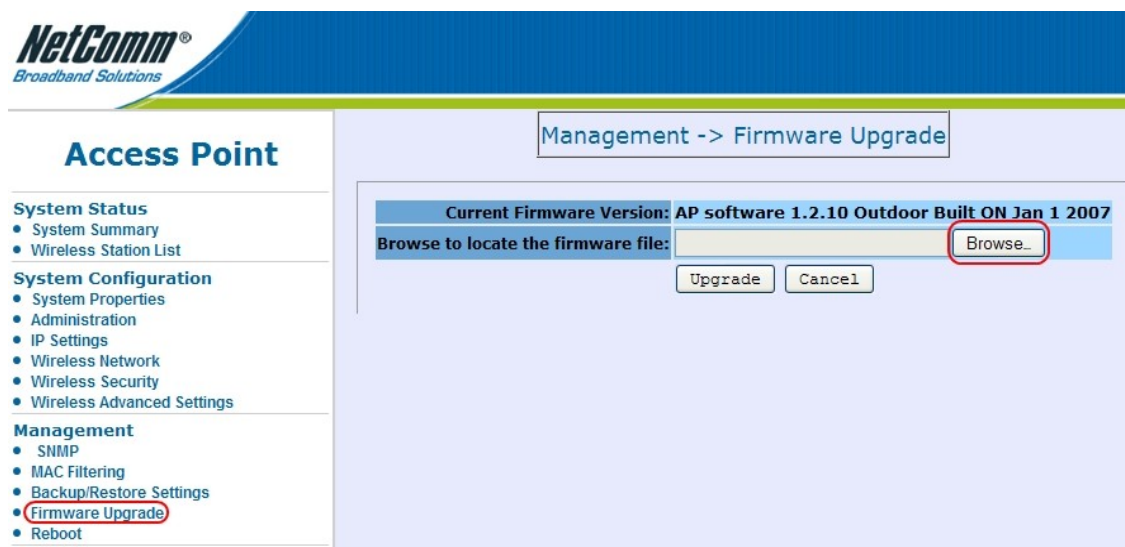 NetComm®
Broadband Solutions
Access Point
System Status
System Summary
Wireless Station List
System Configuration
System Properties
Administration
IP Settings
Wireless Network
Wireless Security
Wireless Advanced Settings
Management
SNMP
MAC Filtering
Backup/Restore Settings
Firmware Upgrade
Reboot
Management -> Firmware Upgrade
Current Firmware Version: AP software 1.2.10 Outdoor Built ON Jan 1 2007
Browse to locate the firmware file: Browse...
Upgrade Cancel